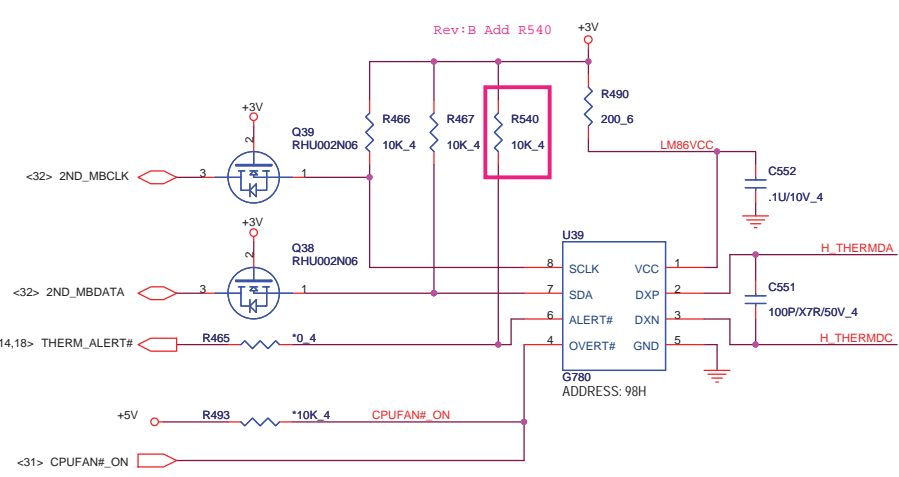 Rev:B Add R540
+3V
R490
200_6
+3V
Q39
RHU002N06
R466
10K_4
R467
10K_4
R540
10K_4
LM86VCC
<32> 2ND_MBCLK
3
2
1
C552
.1U/10V_4
+3V
Q38
RHU002N06
U39
<32> 2ND_MBDATA
3
2
1
8 SCLK VCC 1
7 SDA DXP 2
6 ALERT# DXN 3
4 OVERT# GND 5
G780
ADDRESS: 98H
H_THERMDA
C551
100P/X7R/50V_4
H_THERMDC
14,18> THERM_ALERT#
R465
*0_4
+5V
R493
*10K_4
CPUFAN#_ON
<31> CPUFAN#_ON